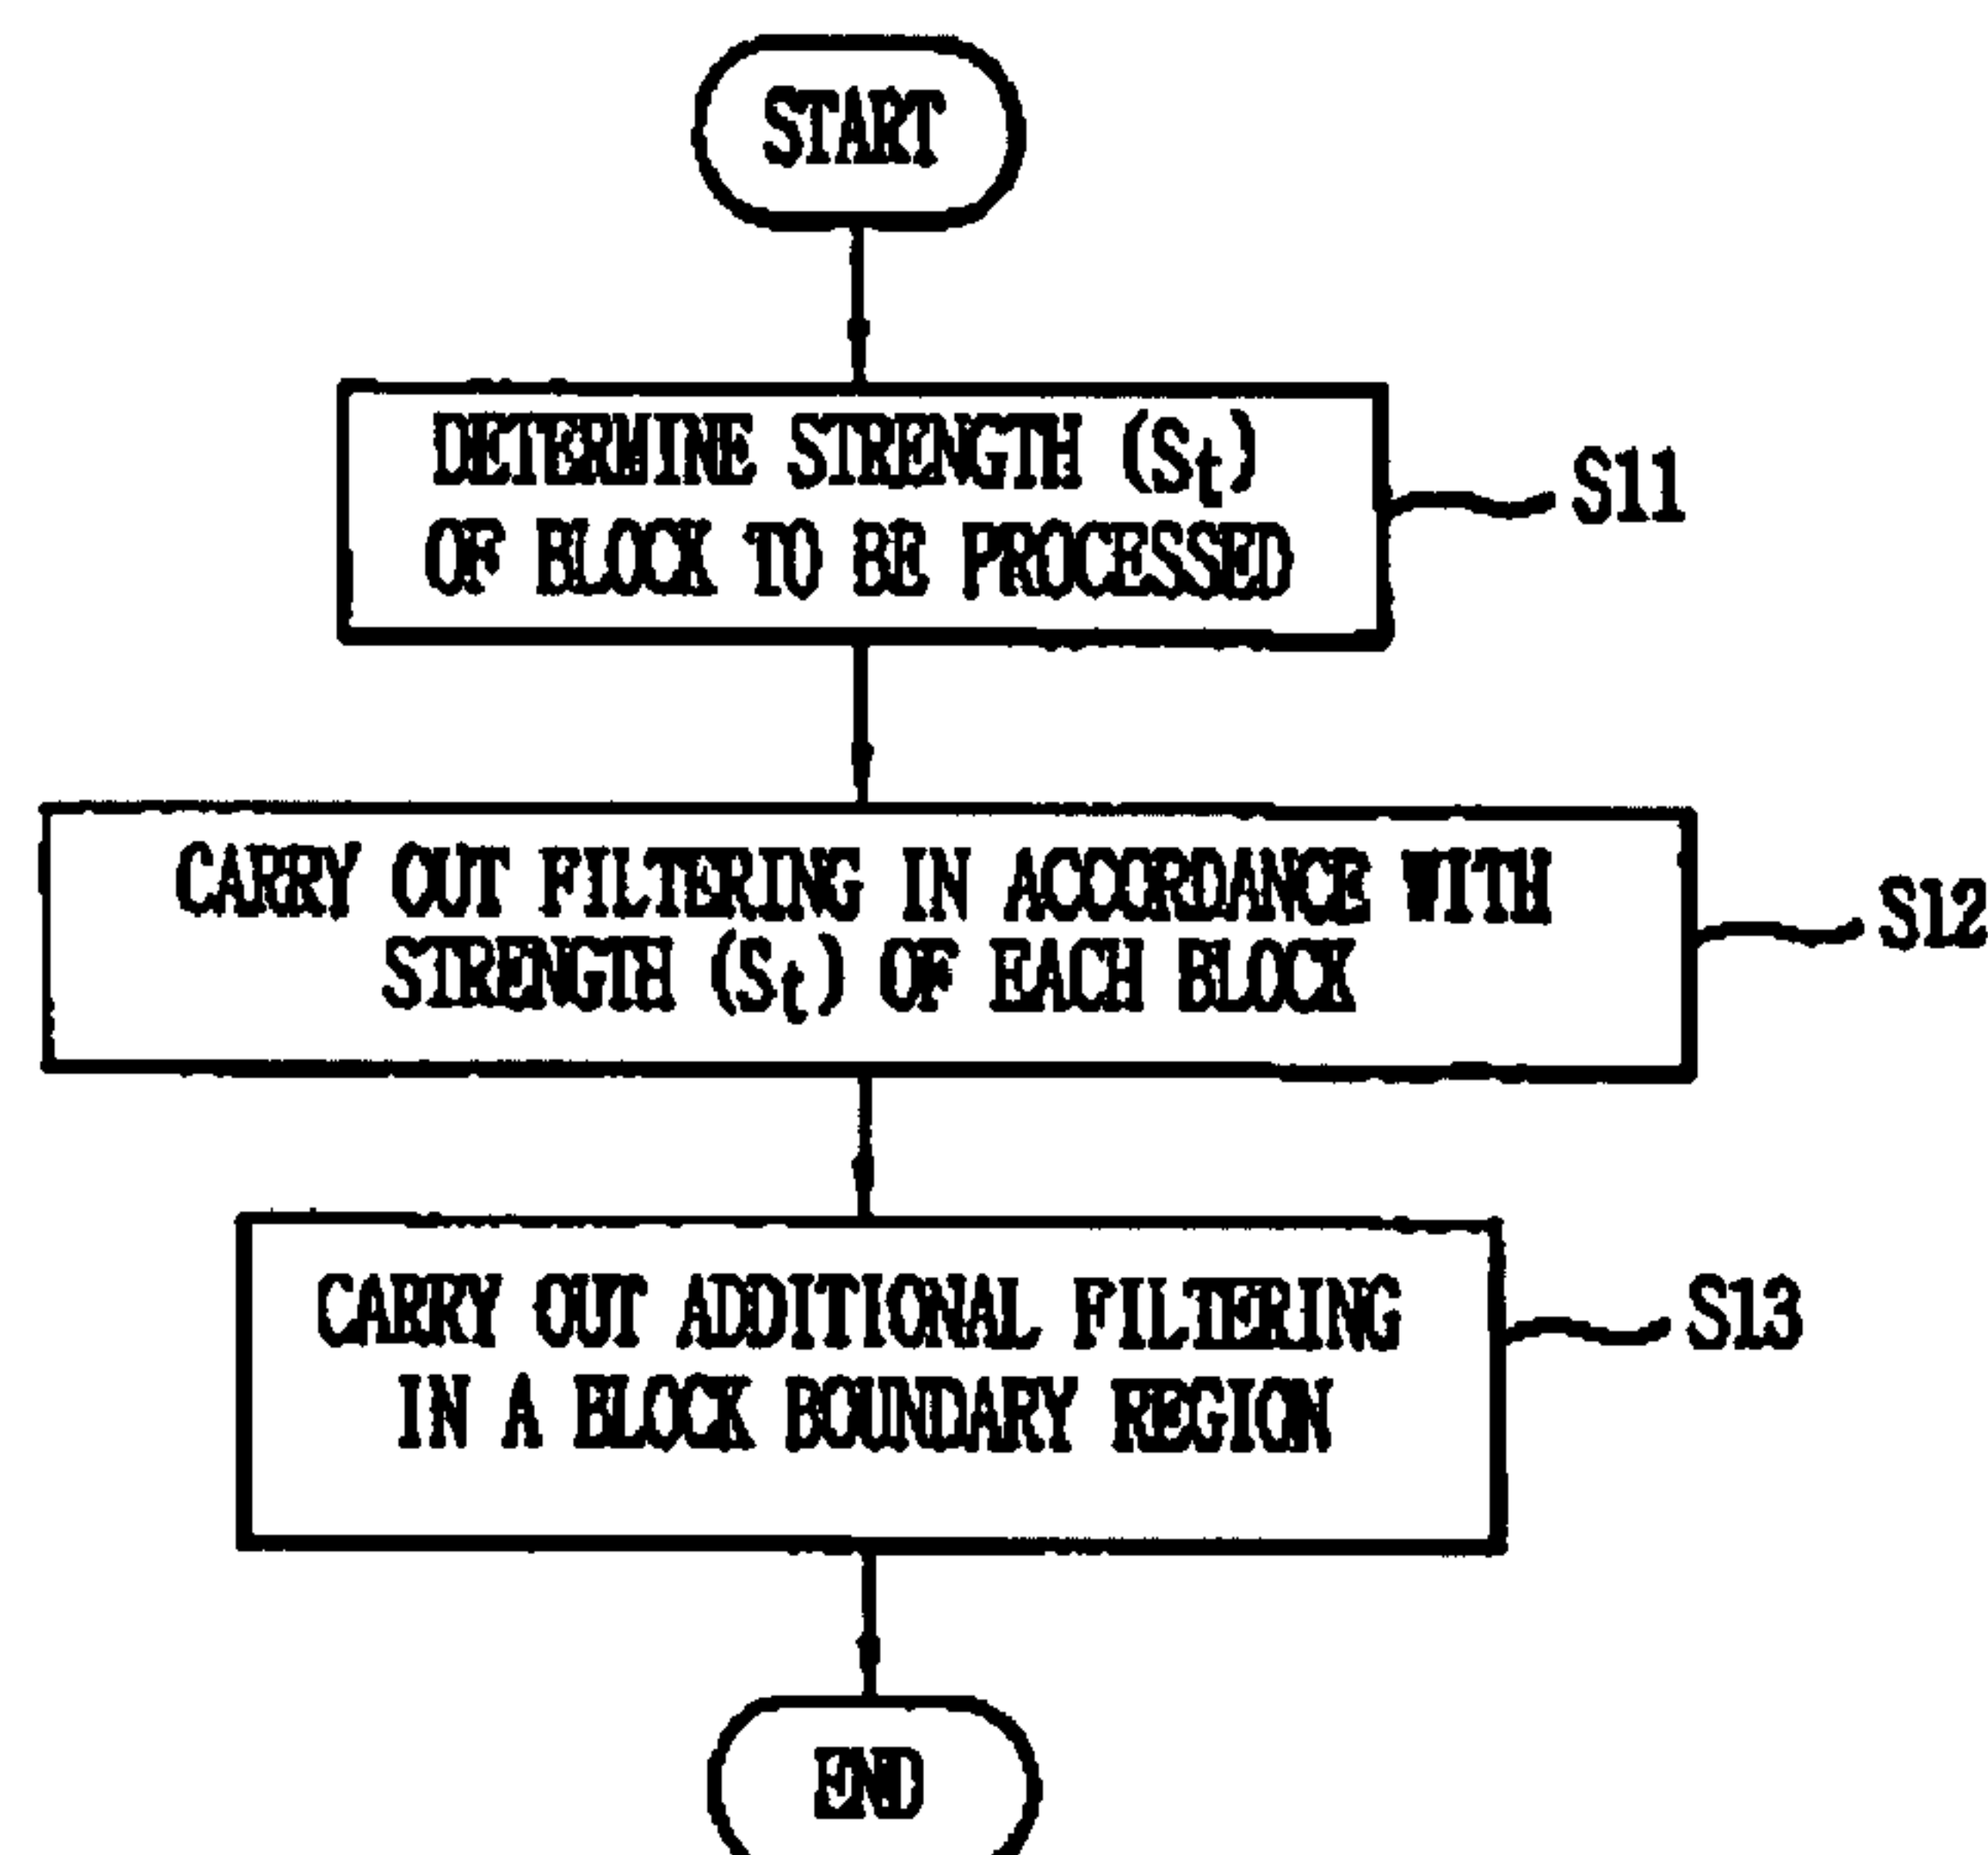 START
DETERMINE STRENGTH (St)
OF BLOCK TO BE PROCESSED
S11
CARRY OUT FILTERING IN ACCORDANCE WITH
STRENGTH (St) OF EACH BLOCK
S12
CARRY OUT ADDITIONAL FILTERING
IN A BLOCK BOUNDARY REGION
S13
END